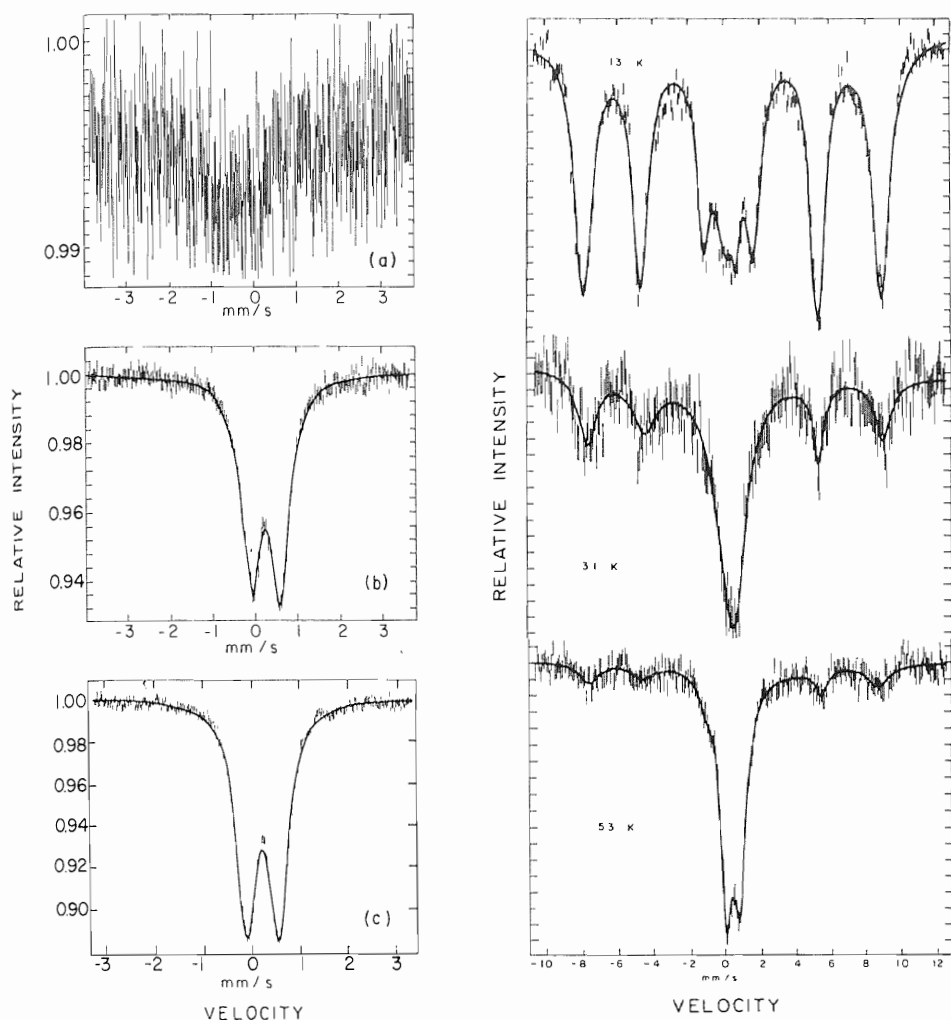 RELATIVE INTENSITY
1.00
0.99
(a)
-3 -2 -1 0 1 2 3
mm/s
1.00
0.98
0.96
0.94
(b)
-3 -2 -1 0 1 2 3
mm/s
1.00
0.98
0.96
0.94
0.92
0.90
(c)
-3 -2 -1 0 1 2 3
mm/s
VELOCITY
RELATIVE INTENSITY
13 K
31 K
53 K
-10 -8 -6 -4 -2 0 2 4 6 8 10 12
mm/s
VELOCITY